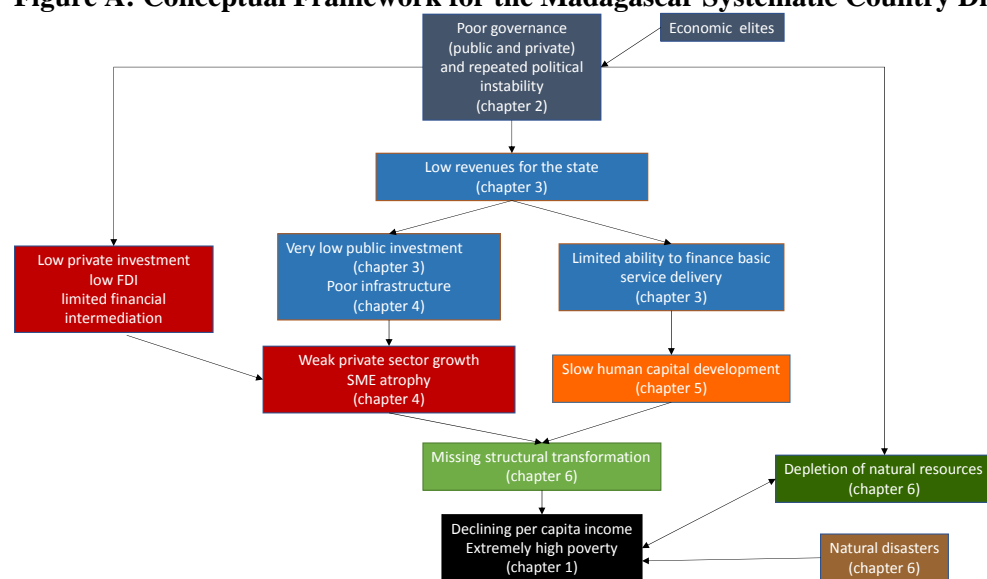 Figure A: Conceptual Framework for the Madagascar Systematic Country Di
Poor governance
(public and private)
and repeated political
instability
(chapter 2)
Economic elites
Low revenues for the state
(chapter 3)
Low private investment
low FDI
limited financial
intermediation
Very low public investment
(chapter 3)
Poor infrastructure
(chapter 4)
Limited ability to finance basic
service delivery
(chapter 3)
Weak private sector growth
SME atrophy
(chapter 4)
Slow human capital development
(chapter 5)
Missing structural transformation
(chapter 6)
Depletion of natural resources
(chapter 6)
Declining per capita income
Extremely high poverty
(chapter 1)
Natural disasters
(chapter 6)